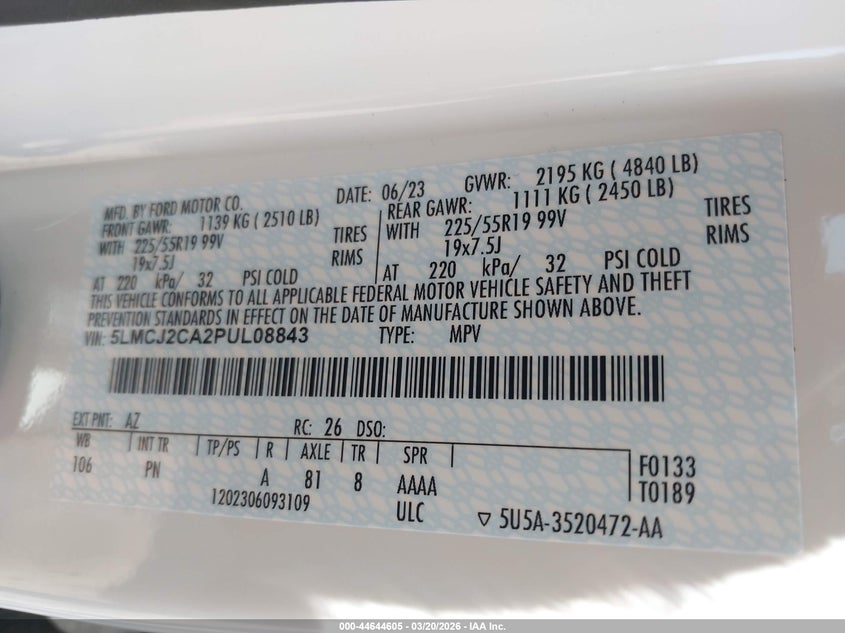 MFD. BY FORD MOTOR CO. DATE: 06/23 GVWR: 2195 KG ( 4840 LB)
FRONT GAWR: 1139 KG ( 2510 LB) REAR GAWR: 1111 KG ( 2450 LB)
WITH 225/55R19 99V TIRES WITH 225/55R19 99V TIRES
19x7.5J RIMS 19x7.5J RIMS
AT 220 kPa/ 32 PSI COLD AT 220 kPa/ 32 PSI COLD
THIS VEHICLE CONFORMS TO ALL APPLICABLE FEDERAL MOTOR VEHICLE SAFETY AND THEFT
PREVENTION STANDARDS IN EFFECT ON THE DATE OF MANUFACTURE SHOWN ABOVE.
VIN: 5LMCJ2CA2PUL08843 TYPE: MPV
EXT PNT: AZ RC: 26 DSO:
WB INT TR TP/PS R AXLE TR SPR
106 PN A 81 8 AAAA F0133
1202306093109 ULC T0189
▽ 5U5A-3520472-AA
000-44644605 | 03/20/2026 | IAA Inc.